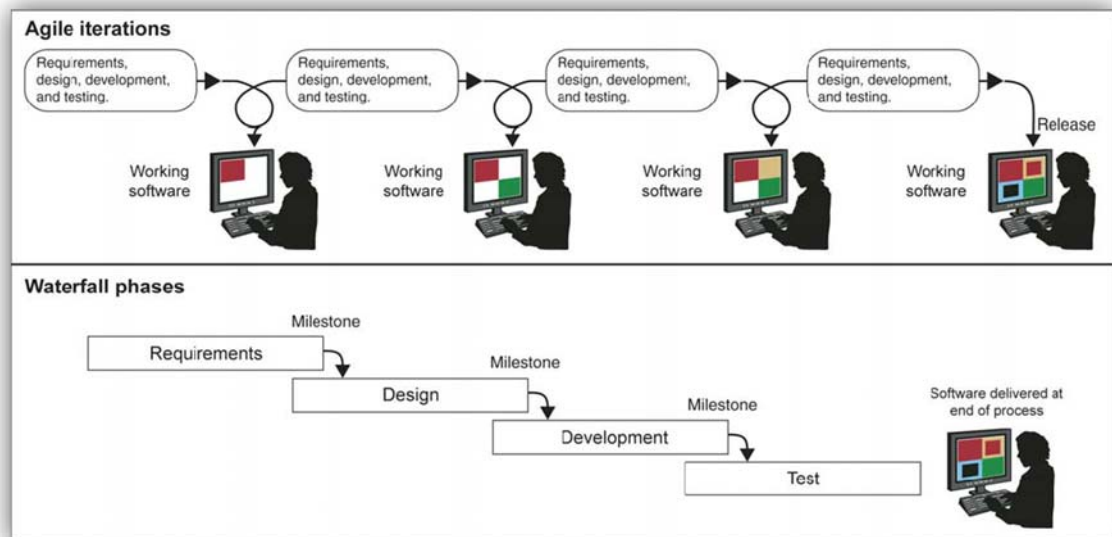 Agile iterations
Requirements,
design, development,
and testing.
Requirements,
design, development,
and testing.
Requirements,
design, development,
and testing.
Requirements,
design, development,
and testing.
Release
Working
software
Working
software
Working
software
Working
software
Waterfall phases
Milestone
Requirements
Milestone
Design
Milestone
Development
Test
Software delivered at
end of process